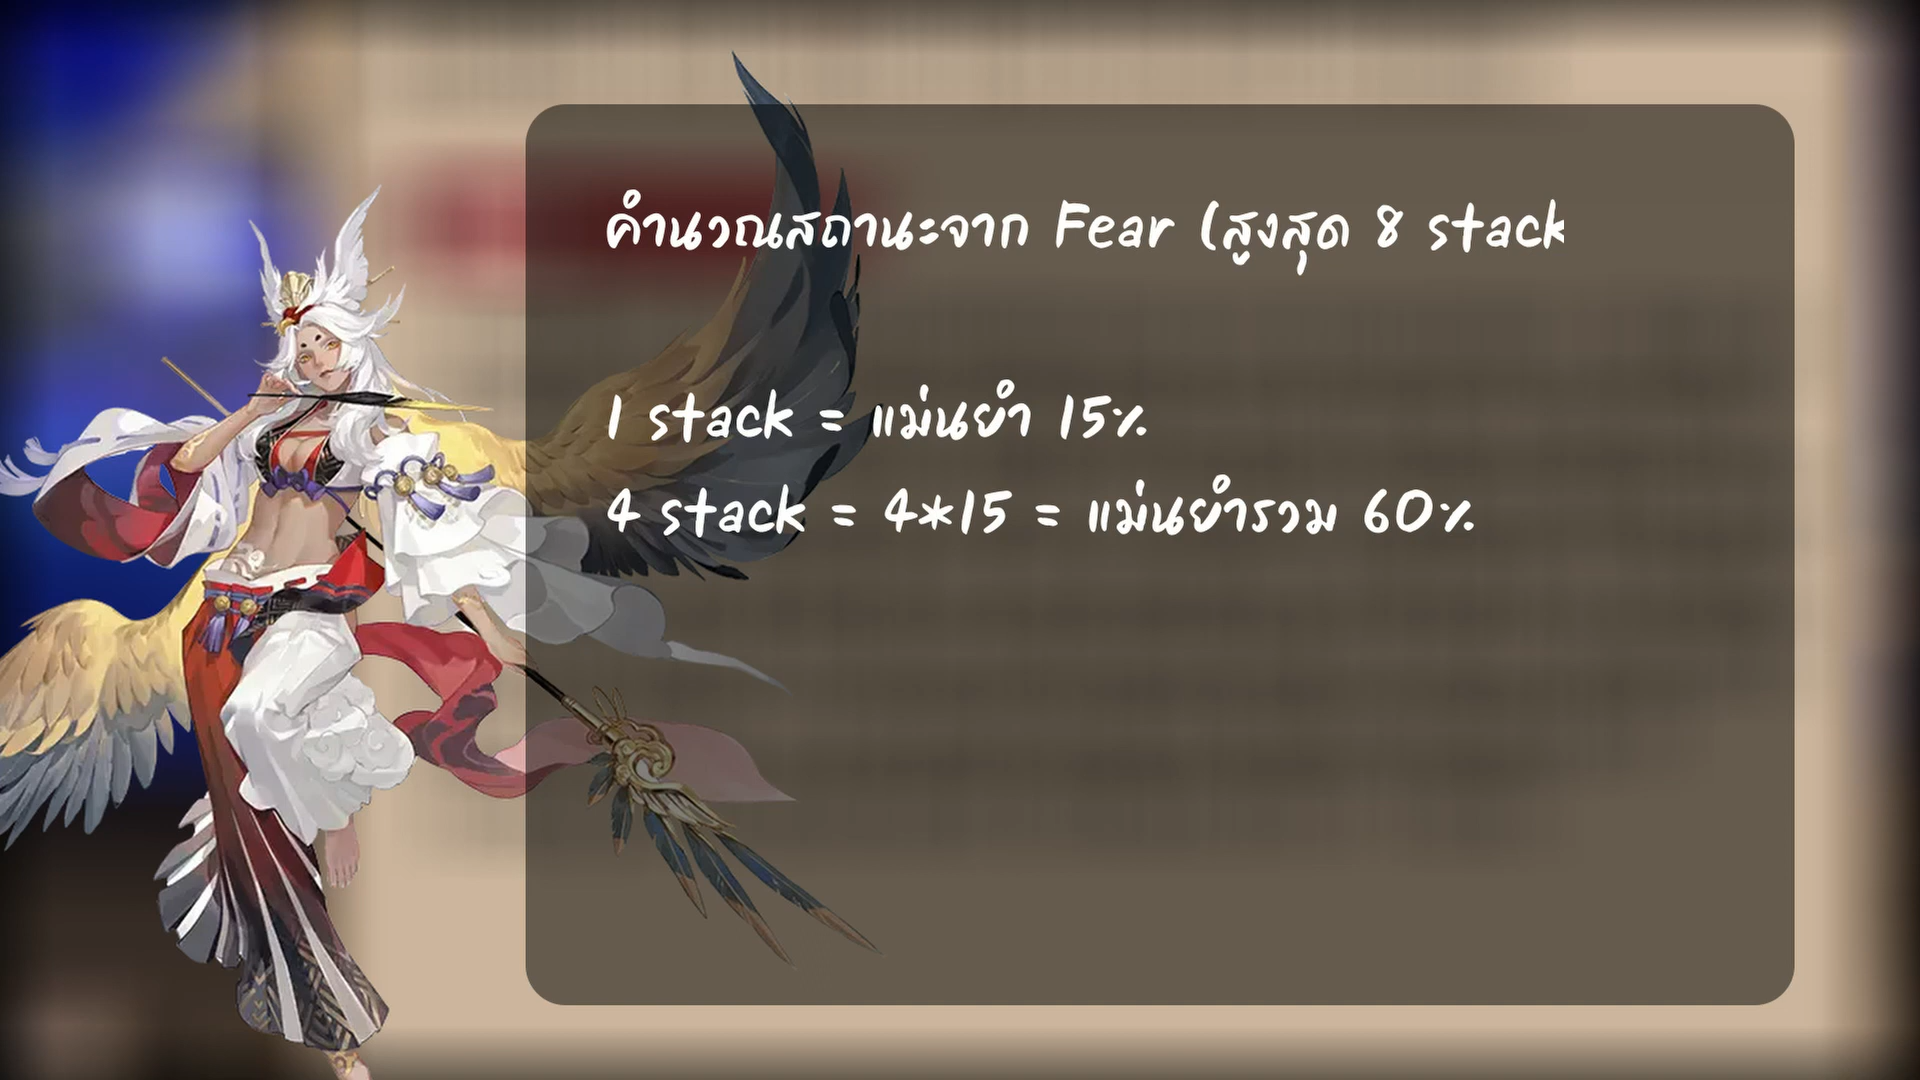 คำนวณสถานะจาก Fear (สูงสุด 8 stack
1 stack = แม่นยำ 15%
4 stack = 4*15 = แม่นยำรวม 60%